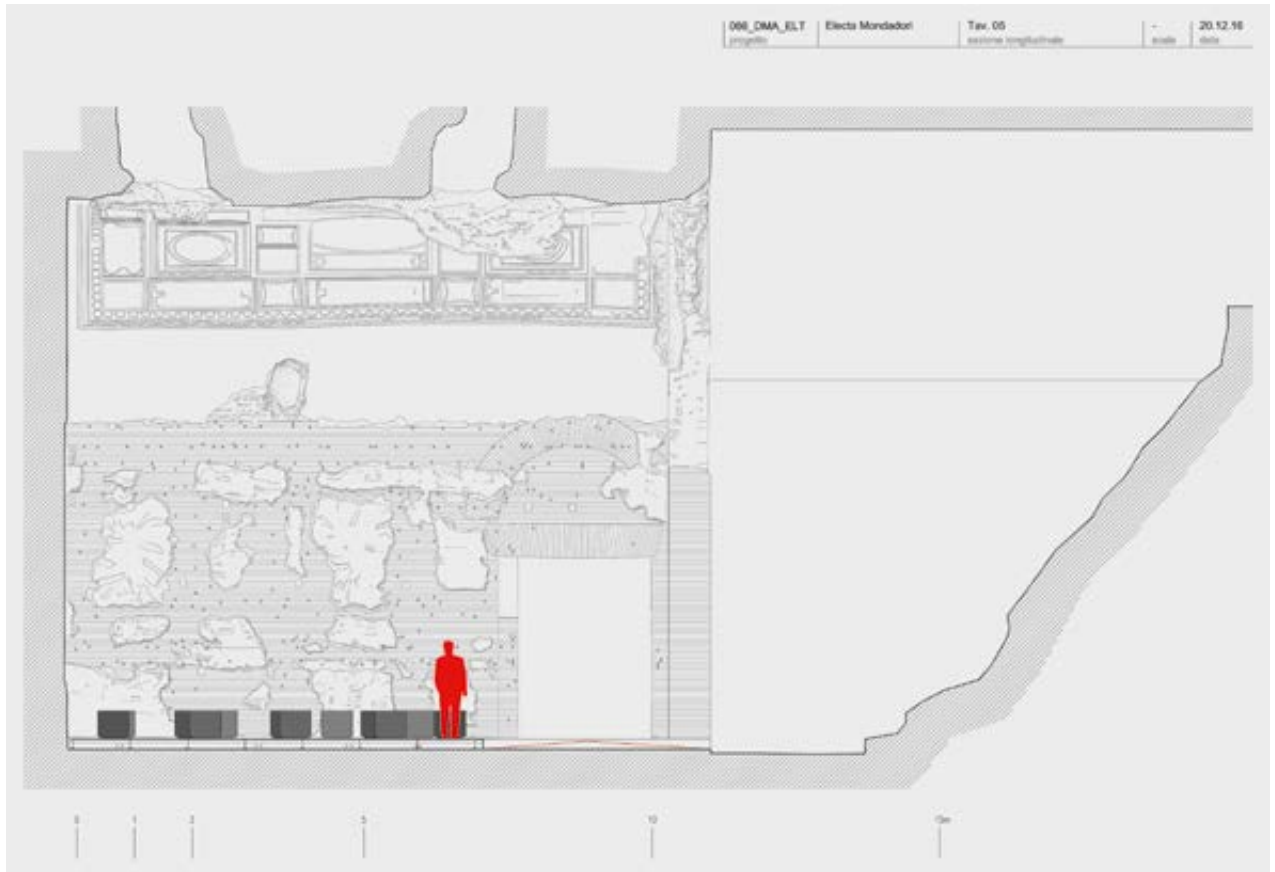 066_DMA_ELT
progetto
Electa Mondadori
Tav. 05
sezione longitudinale
-
scala
20.12.16
data
0
1
2
5
10
15m